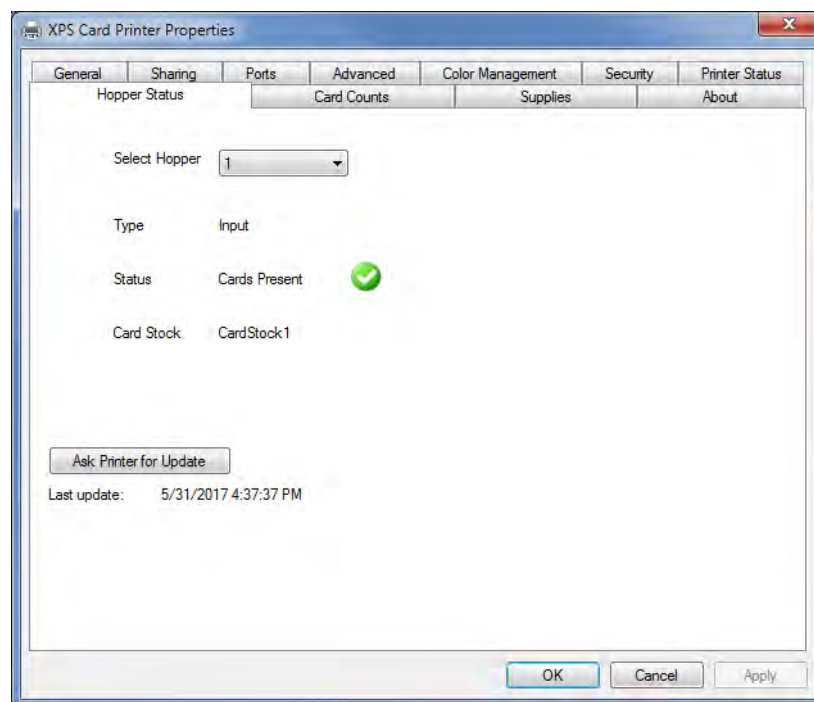 XPS Card Printer Properties
General Sharing Ports Advanced Color Management Security Printer Status
Hopper Status Card Counts Supplies About
Select Hopper 1
Type Input
Status Cards Present
Card Stock CardStock1
Ask Printer for Update
Last update: 5/31/2017 4:37:37 PM
OK Cancel Apply